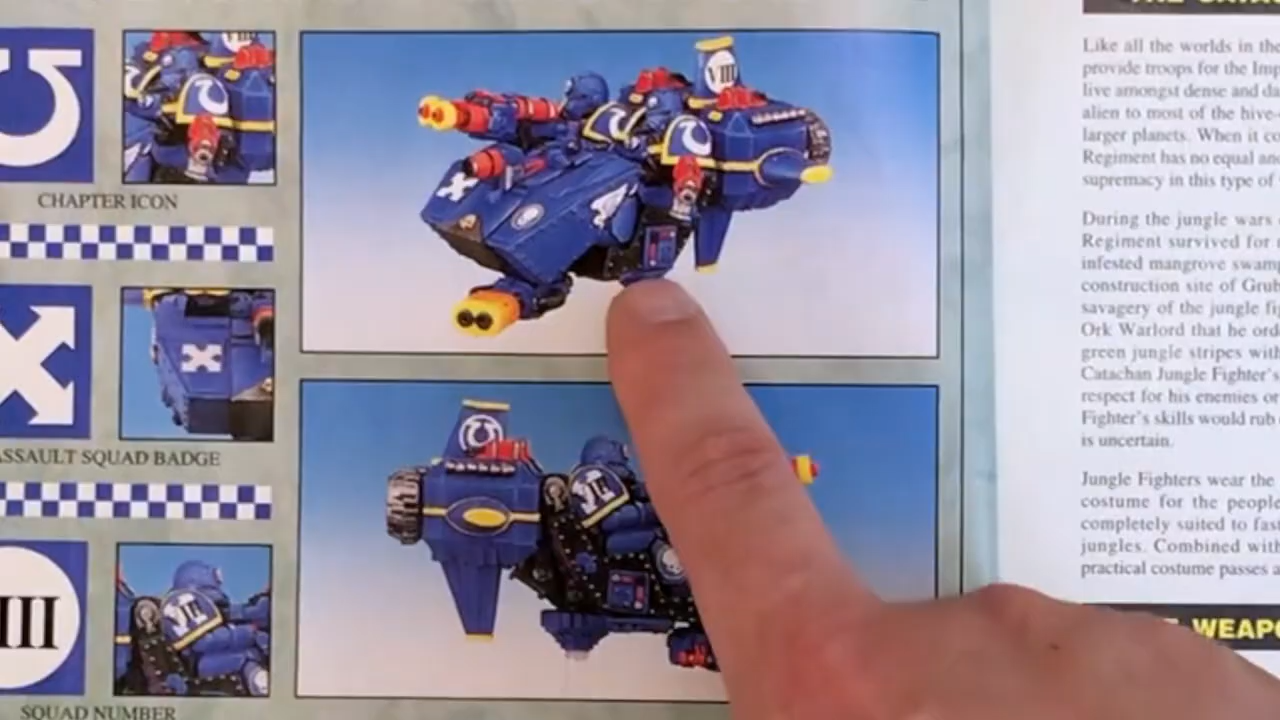 CHAPTER ICON
ASSAULT SQUAD BADGE
SQUAD NUMBER
VIII
Like all the worlds in the
provide troops for the Imp
live amongst dense and da
alien to most of the hive-
larger planets. When it co
Regiment has no equal an
supremacy in this type of
During the jungle wars
Regiment survived for
infested mangrove swamp
construction site of Grub
savagery of the jungle fig
Ork Warlord that he ord
green jungle stripes with
Catachan Jungle Fighter's
respect for his enemies or
Fighter's skills would rub
is uncertain.
Jungle Fighters wear the
costume for the people
completely suited to fast
jungles. Combined with
practical costume passes a
WEAPO